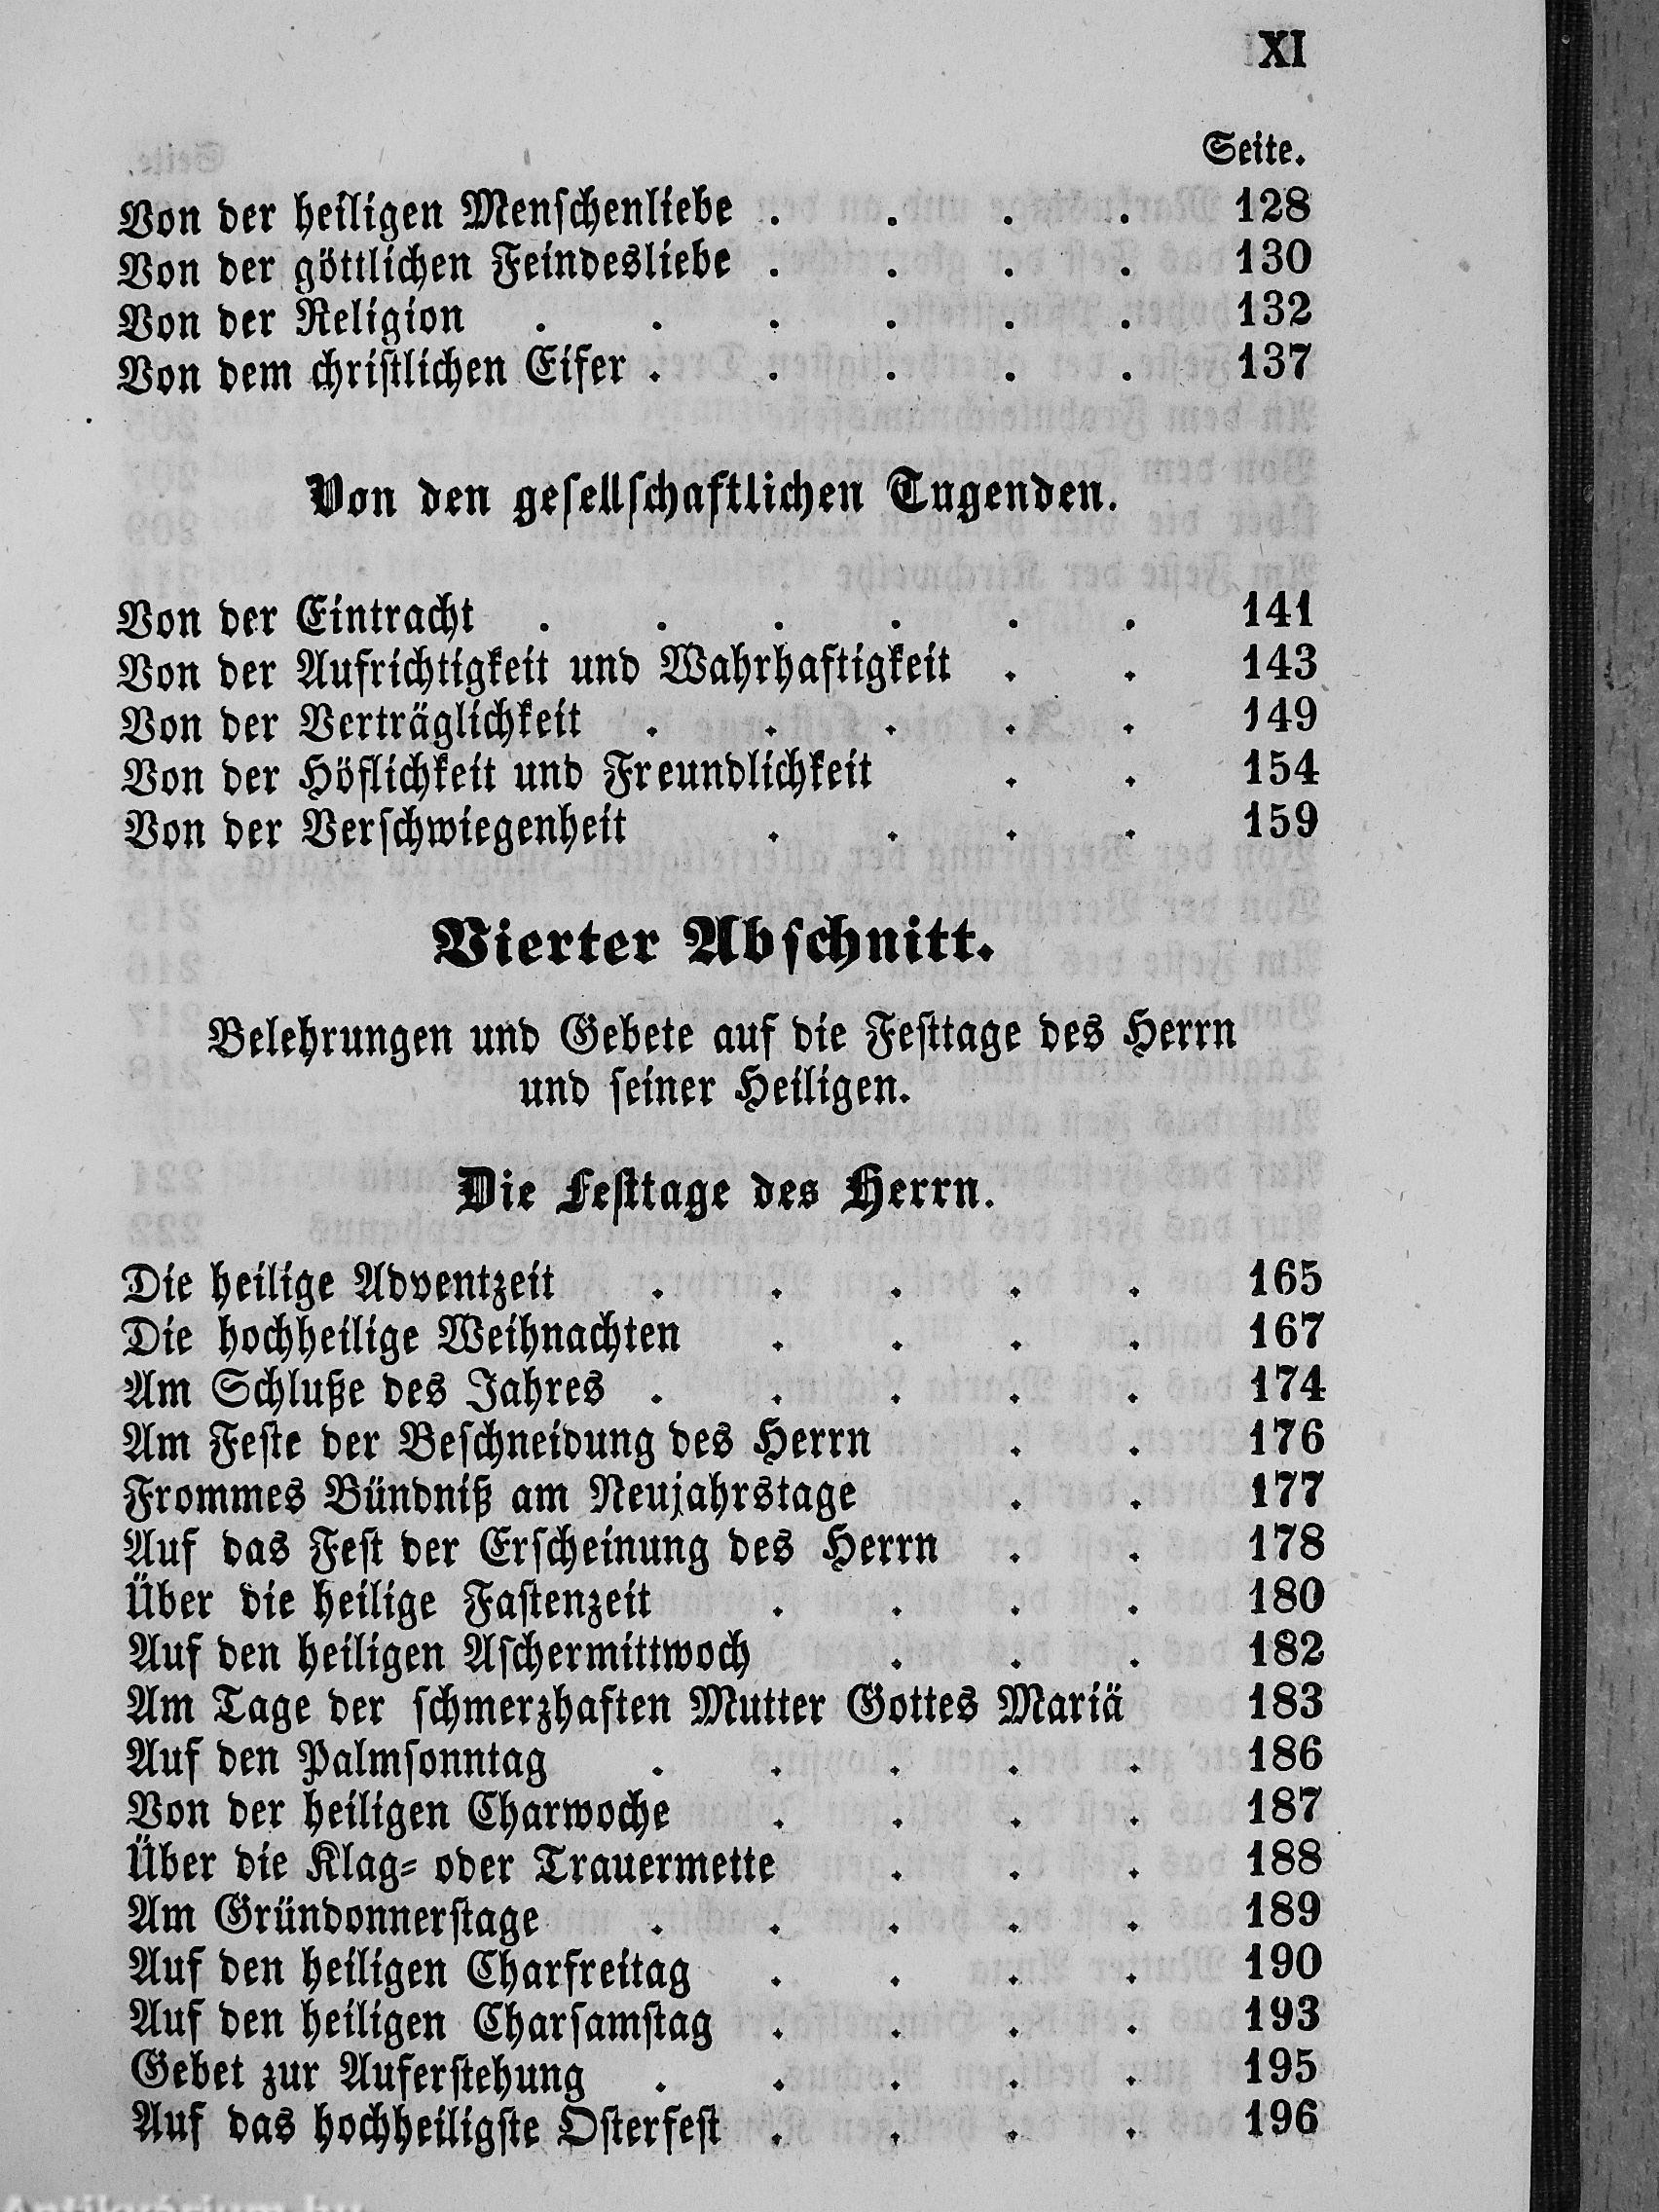 XI
Seite.
Von der heiligen Menschenliebe . . . . 128
Von der göttlichen Feindesliebe . . . . 130
Von der Religion . . . . . . 132
Von dem christlichen Eifer . . . . . 137
Von den gesellschaftlichen Tugenden.
Von der Eintracht . . . . . . 141
Von der Aufrichtigkeit und Wahrhaftigkeit . . 143
Von der Verträglichkeit . . . . . 149
Von der Höflichkeit und Freundlichkeit . . 154
Von der Verschwiegenheit . . . . 159
Vierter Abschnitt.
Belehrungen und Gebete auf die Festtage des Herrn
und seiner Heiligen.
Die Festtage des Herrn.
Die heilige Adventzeit . . . . . 165
Die hochheilige Weihnachten . . . . 167
Am Schluße des Jahres . . . . . 174
Am Feste der Beschneidung des Herrn . . 176
Frommes Bündniß am Neujahrstage . . 177
Auf das Fest der Erscheinung des Herrn . . 178
Über die heilige Fastenzeit . . . . 180
Auf den heiligen Aschermittwoch . . . 182
Am Tage der schmerzhaften Mutter Gottes Mariä 183
Auf den Palmsonntag . . . . . 186
Von der heiligen Charwoche . . . . 187
Über die Klag- oder Trauermette . . . 188
Am Gründonnerstage . . . . . 189
Auf den heiligen Charfreitag . . . . 190
Auf den heiligen Charsamstag . . . . 193
Gebet zur Auferstehung . . . . . 195
Auf das hochheiligste Osterfest . . . . 196